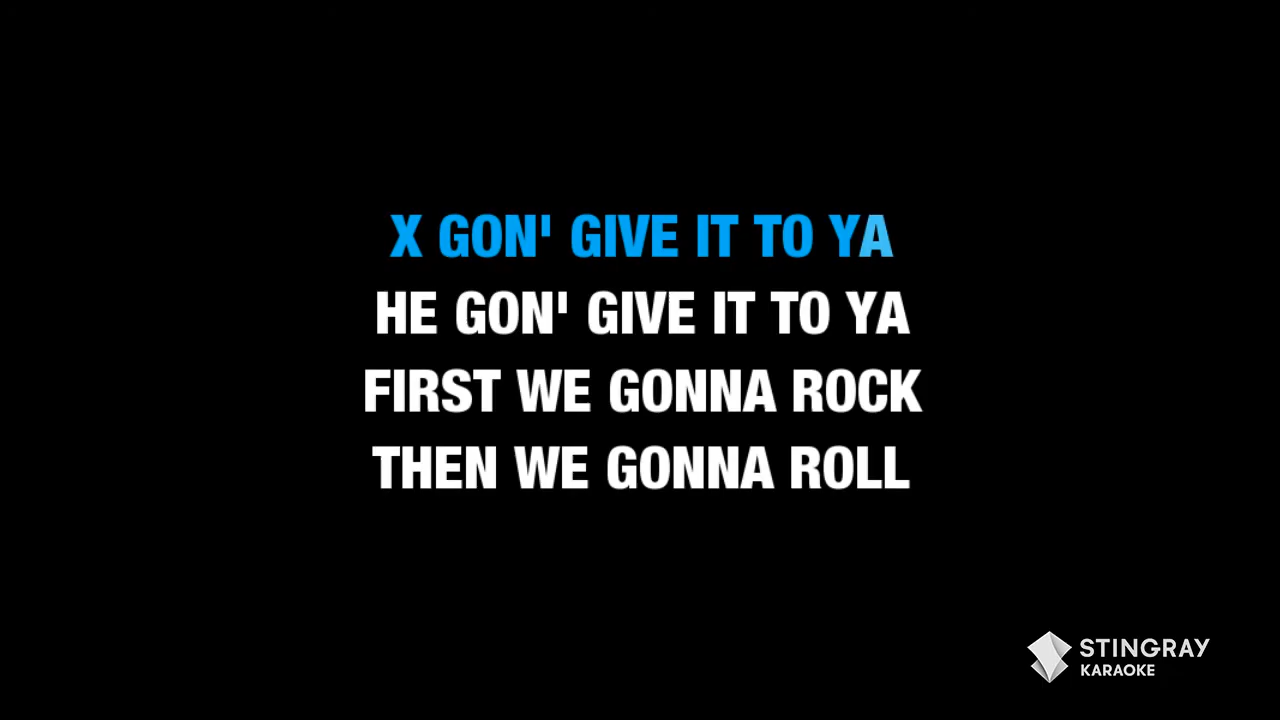 X GON' GIVE IT TO YA
HE GON' GIVE IT TO YA
FIRST WE GONNA ROCK
THEN WE GONNA ROLL
STINGRAY
KARAOKE